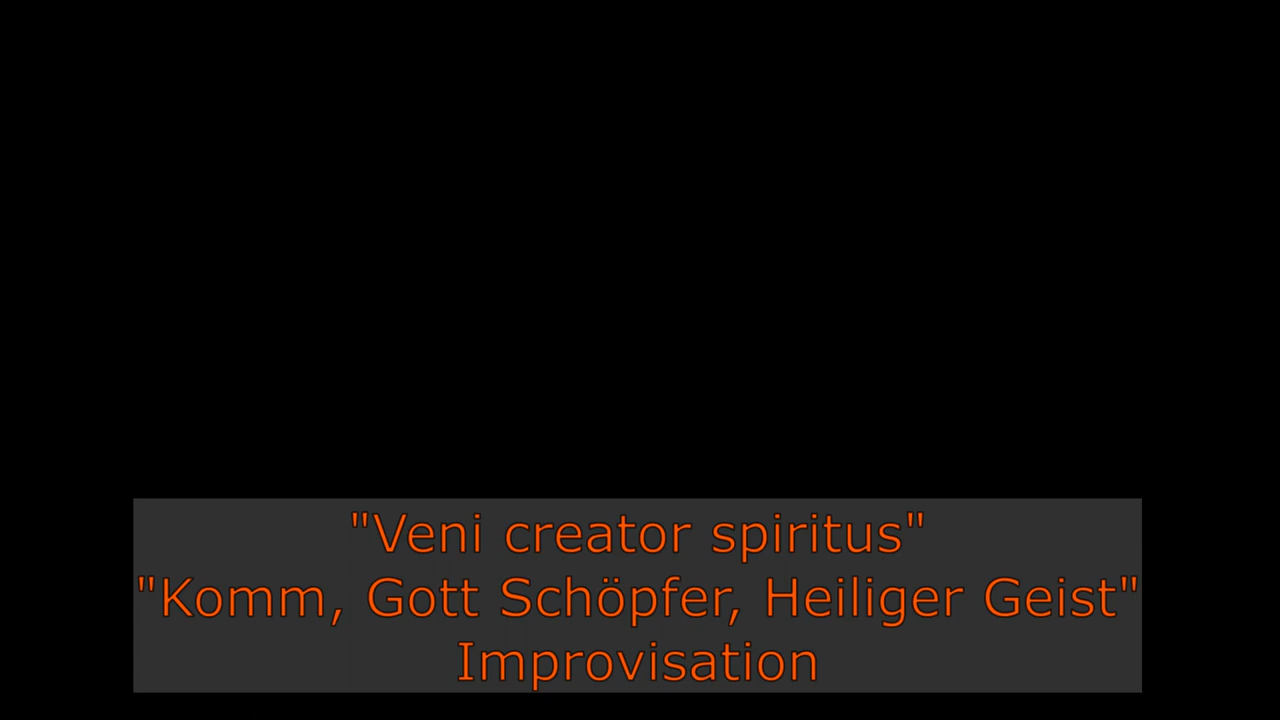 "Veni creator spiritus"
"Komm, Gott Schöpfer, Heiliger Geist"
Improvisation